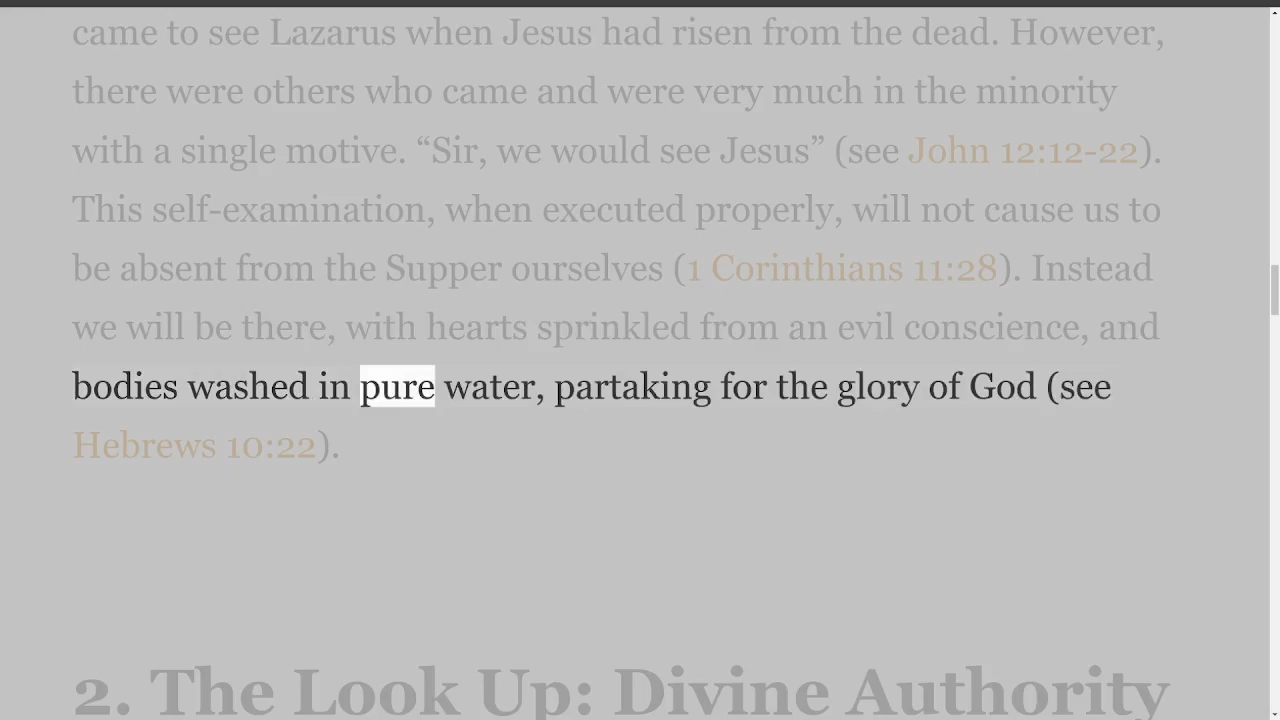 came to see Lazarus when Jesus had risen from the dead. However,
there were others who came and were very much in the minority
with a single motive. “Sir, we would see Jesus” (see John 12:12-22).
This self-examination, when executed properly, will not cause us to
be absent from the Supper ourselves (1 Corinthians 11:28). Instead
we will be there, with hearts sprinkled from an evil conscience, and
bodies washed in pure water, partaking for the glory of God (see
Hebrews 10:22).
2. The Look Up: Divine Authority